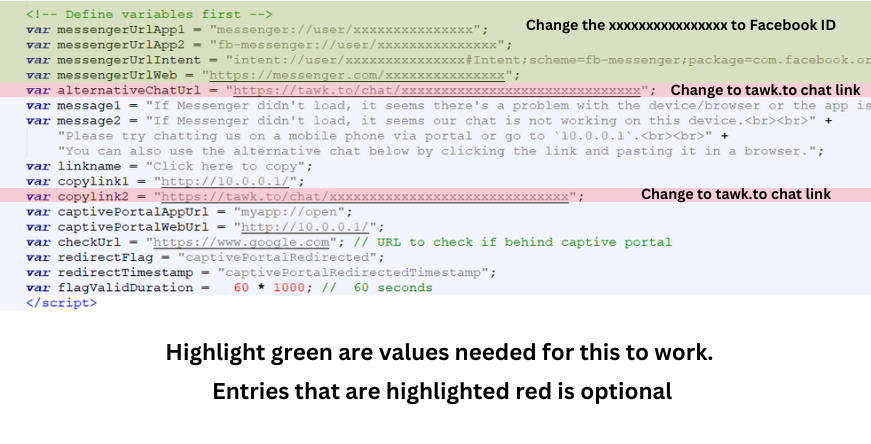 <!-- Define variables first -->
var messengerUrlApp1 = "messenger://user/xxxxxxxxxxxxxxx";
Change the xxxxxxxxxxxxxxxx to Facebook ID
var messengerUrlApp2 = "fb-messenger://user/xxxxxxxxxxxxxxx";
var messengerUrlIntent = "intent://user/xxxxxxxxxxxxxxx#Intent;scheme=fb-messenger;package=com.facebook.or
var messengerUrlWeb = "https://messenger.com/xxxxxxxxxxxxxxx";
var alternativeChatUrl = "https://tawk.to/chat/xxxxxxxxxxxxxxxxxxxxxxxxxxxxxx";
Change to tawk.to chat link
var message1 = "If Messenger didn't load, it seems there's a problem with the device/browser or the app is
var message2 = "If Messenger didn't load, it seems our chat is not working on this device.<br><br>" +
"Please try chatting us on a mobile phone via portal or go to `10.0.0.1`.<br><br>" +
"You can also use the alternative chat below by clicking the link and pasting it in a browser.";
var linkname = "Click here to copy";
var copylink1 = "http://10.0.0.1/";
var copylink2 = "https://tawk.to/chat/xxxxxxxxxxxxxxxxxxxxxxxxxxxxxx";
Change to tawk.to chat link
var captivePortalAppUrl = "myapp://open";
var captivePortalWebUrl = "http://10.0.0.1/";
var checkUrl = "https://www.google.com"; // URL to check if behind captive portal
var redirectFlag = "captivePortalRedirected";
var redirectTimestamp = "captivePortalRedirectedTimestamp";
var flagValidDuration = 60 * 1000; // 60 seconds
</script>
Highlight green are values needed for this to work.
Entries that are highlighted red is optional